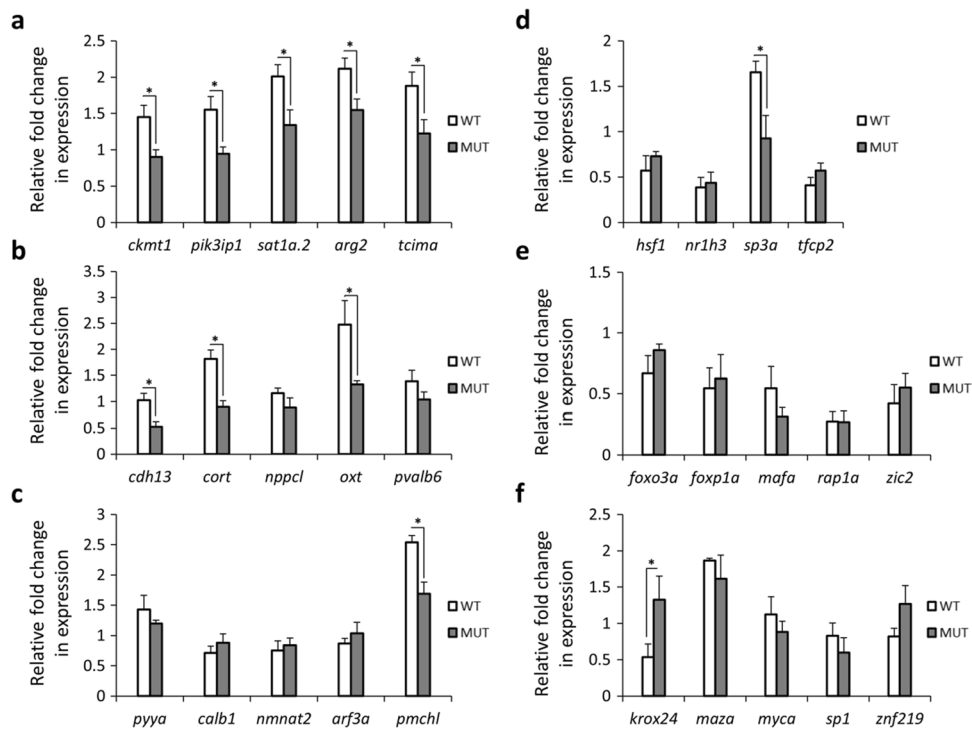 a
Relative fold change
in expression
2.5
2
1.5
1
0.5
0
* * * * *
ckmt1 pik3ip1 sat1a.2 arg2 tcima
WT
MUT
b
Relative fold change
in expression
3.5
3
2.5
2
1.5
1
0.5
0
* * *
cdh13 cort nppcl oxt pvalb6
WT
MUT
c
Relative fold change
in expression
3
2.5
2
1.5
1
0.5
0
*
pyya calb1 nmnat2 arf3a pmchl
WT
MUT
d
Relative fold change
in expression
2
1.5
1
0.5
0
*
hsf1 nr1h3 sp3a tfcp2
WT
MUT
e
Relative fold change
in expression
1.5
1
0.5
0
foxo3a foxp1a mafa rap1a zic2
WT
MUT
f
Relative fold change
in expression
2.5
2
1.5
1
0.5
0
*
krox24 maza myca sp1 znf219
WT
MUT